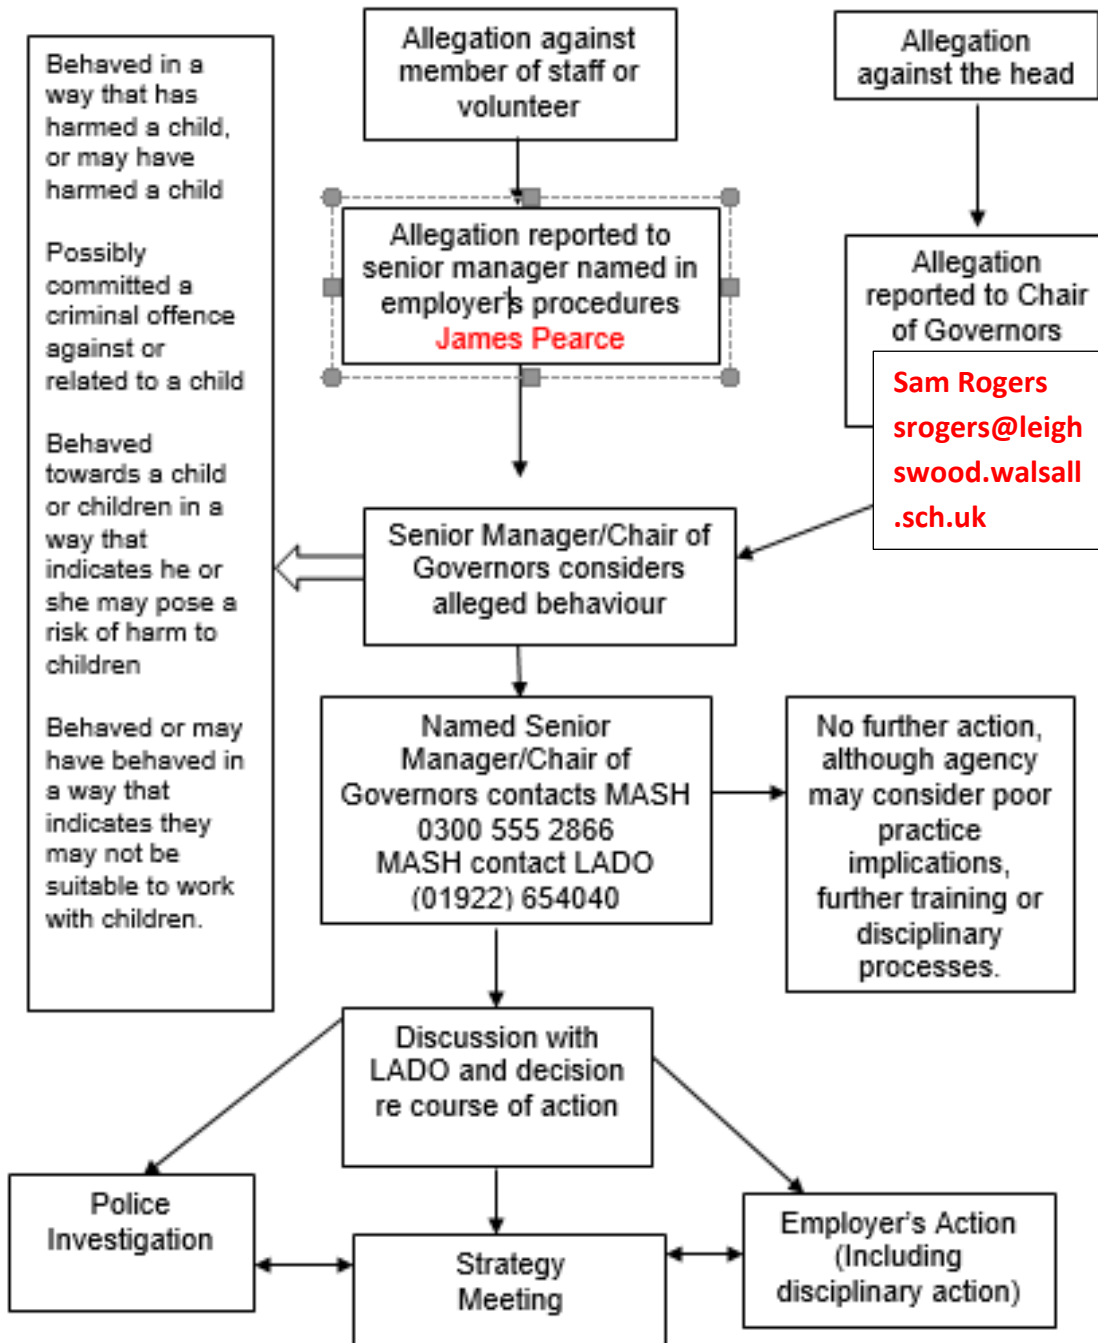 Behaved in a
way that has
harmed a child,
or may have
harmed a child
Possibly
committed a
criminal offence
against or
related to a child
Behaved
towards a child
or children in a
way that
indicates he or
she may pose a
risk of harm to
children
Behaved or may
have behaved in
a way that
indicates they
may not be
suitable to work
with children.
Allegation against
member of staff or
volunteer
Allegation
against the head
Allegation reported to
senior manager named in
employer's procedures
James Pearce
Allegation
reported to Chair
of Governors
Sam Rogers
srogers@leigh
swood.walsall
.sch.uk
Senior Manager/Chair of
Governors considers
alleged behaviour
Named Senior
Manager/Chair of
Governors contacts MASH
0300 555 2866
MASH contact LADO
(01922) 654040
No further action,
although agency
may consider poor
practice
implications,
further training or
disciplinary
processes.
Discussion with
LADO and decision
re course of action
Police
Investigation
Strategy
Meeting
Employer's Action
(Including
disciplinary action)